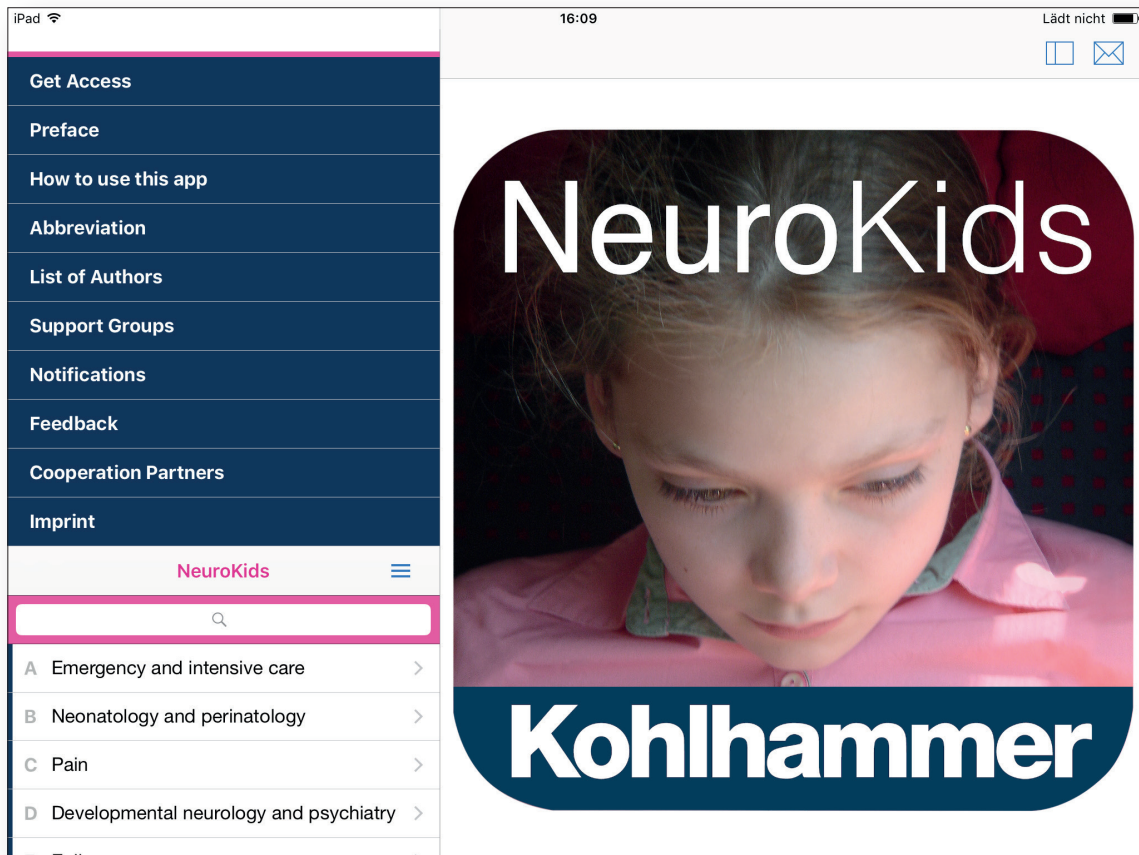 iPad 16:09 Lädt nicht
Get Access
Preface
How to use this app
Abbreviation
List of Authors
Support Groups
Notifications
Feedback
Cooperation Partners
Imprint
NeuroKids
A Emergency and intensive care
B Neonatology and perinatology
C Pain
D Developmental neurology and psychiatry
NeuroKids
Kohlhammer